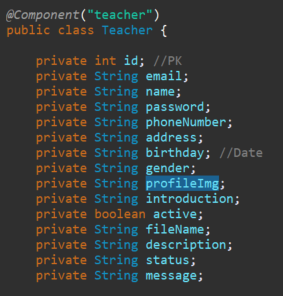 @Component("teacher")
public class Teacher {
private int id; //PK
private String email;
private String name;
private String password;
private String phoneNumber;
private String address;
private String birthday; //Date
private String gender;
private String profileImg;
private String introduction;
private boolean active;
private String fileName;
private String description;
private String status;
private String message;